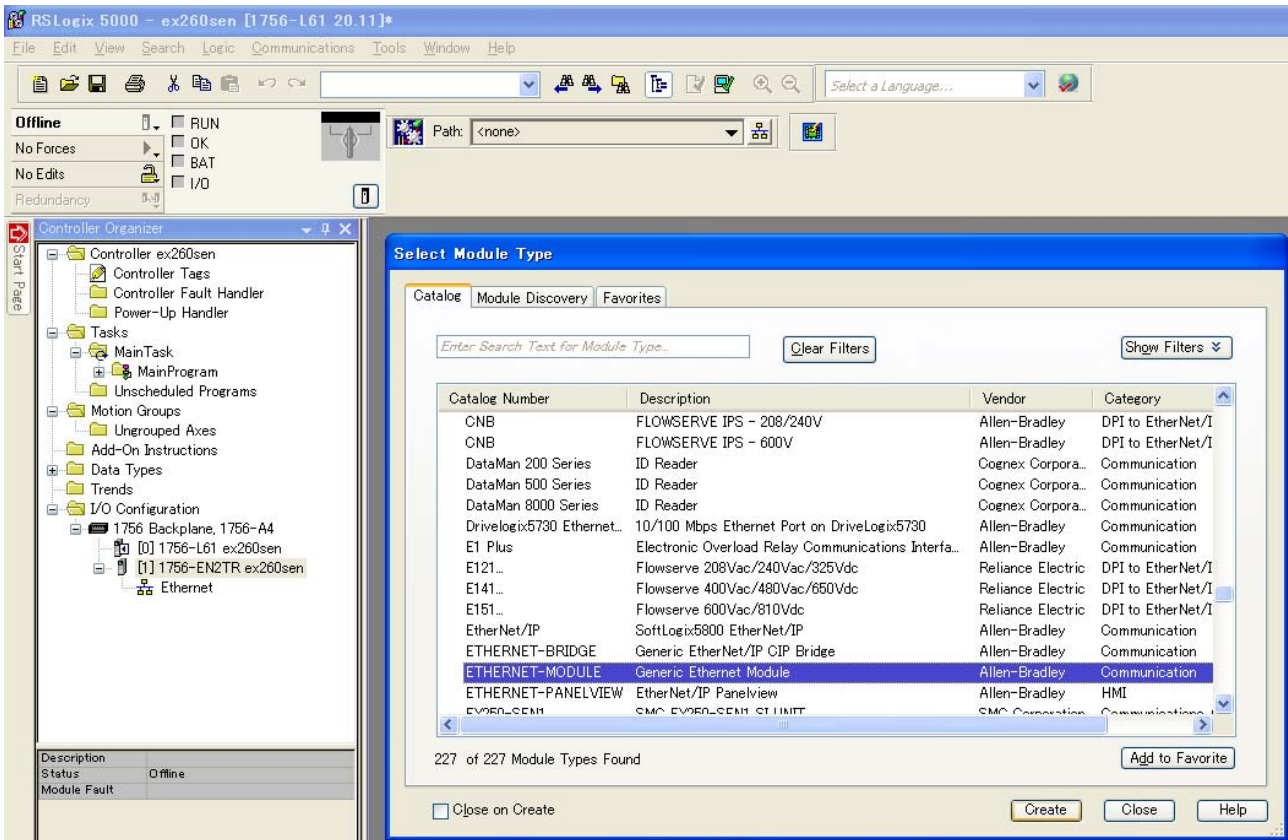 RSLogix 5000 - ex260sen [1756-L61 20.11]*
File Edit View Search Logic Communications Tools Window Help
Select a Language...
Offline RUN
No Forces OK
BAT
No Edits I/O
Redundancy
Path: <none>
Start Page
Controller Organizer
Controller ex260sen
Controller Tags
Controller Fault Handler
Power-Up Handler
Tasks
MainTask
MainProgram
Unscheduled Programs
Motion Groups
Ungrouped Axes
Add-On Instructions
Data Types
Trends
I/O Configuration
1756 Backplane, 1756-A4
[0] 1756-L61 ex260sen
[1] 1756-EN2TR ex260sen
Ethernet
Description
Status Offline
Module Fault
Select Module Type
Catalog Module Discovery Favorites
Enter Search Text for Module Type... Clear Filters Show Filters
Catalog Number Description Vendor Category
CNB FLOWSERVE IPS - 208/240V Allen-Bradley DPI to EtherNet/I
CNB FLOWSERVE IPS - 600V Allen-Bradley DPI to EtherNet/I
DataMan 200 Series ID Reader Cognex Corpora... Communication
DataMan 500 Series ID Reader Cognex Corpora... Communication
DataMan 8000 Series ID Reader Cognex Corpora... Communication
Drivelogix5730 Ethernet... 10/100 Mbps Ethernet Port on DriveLogix5730 Allen-Bradley Communication
E1 Plus Electronic Overload Relay Communications Interfa... Allen-Bradley Communication
E121... Flowserve 208Vac/240Vac/325Vdc Reliance Electric DPI to EtherNet/I
E141... Flowserve 400Vac/480Vac/650Vdc Reliance Electric DPI to EtherNet/I
E151... Flowserve 600Vac/810Vdc Reliance Electric DPI to EtherNet/I
EtherNet/IP SoftLogix5800 EtherNet/IP Allen-Bradley Communication
ETHERNET-BRIDGE Generic EtherNet/IP CIP Bridge Allen-Bradley Communication
ETHERNET-MODULE Generic Ethernet Module Allen-Bradley Communication
ETHERNET-PANELVIEW EtherNet/IP Panelview Allen-Bradley HMI
EX250-SEN1 SMC EX250-SEN1 SI UNIT SMC Corporation Communications
227 of 227 Module Types Found Add to Favorite
Close on Create Create Close Help